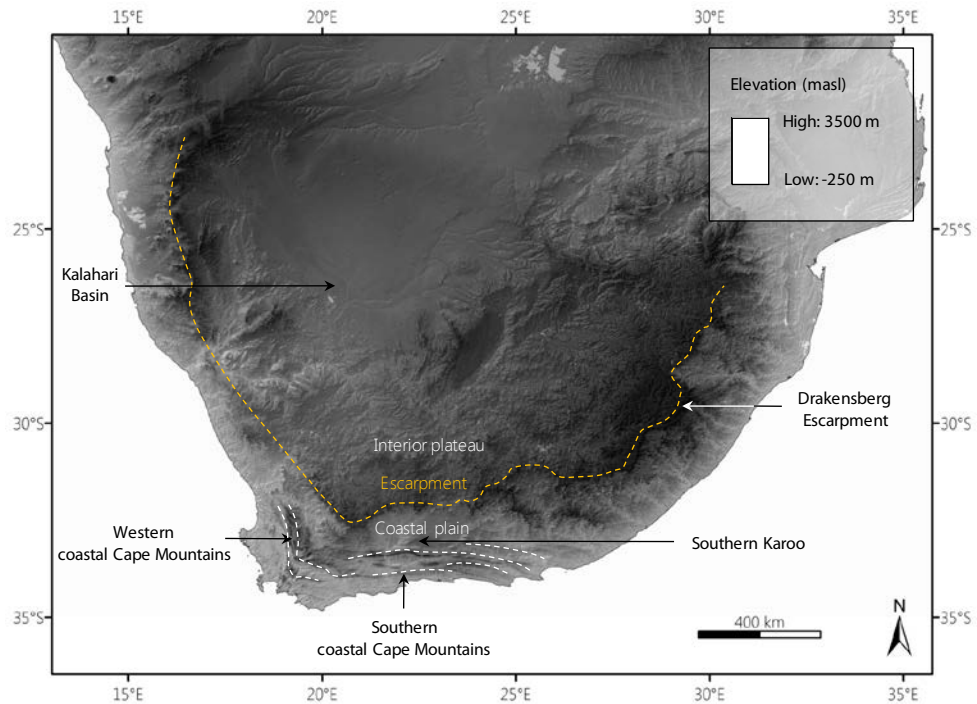 15°E 20°E 25°E 30°E 35°E
Elevation (masl)
High: 3500 m
Low: -250 m
25°S 25°S
Kalahari
Basin
Drakensberg
Escarpment
30°S 30°S
Interior plateau
Escarpment
Coastal plain
Western
coastal Cape Mountains
Southern Karoo
N
35°S 35°S
400 km
Southern
coastal Cape Mountains
15°E 20°E 25°E 30°E 35°E